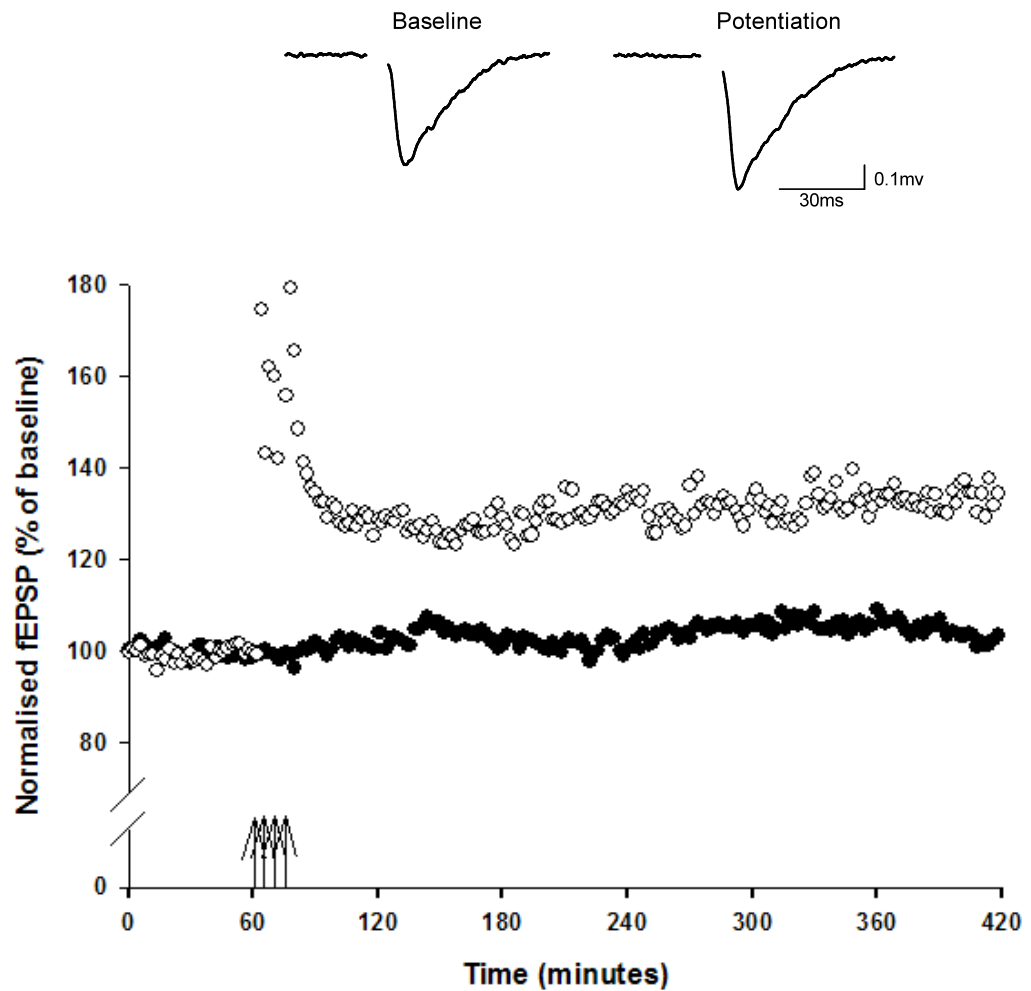 Baseline
Potentiation
0.1mv
30ms
Normalised fEPSP (% of baseline)
180
160
140
120
100
80
0
0 60 120 180 240 300 360 420
Time (minutes)